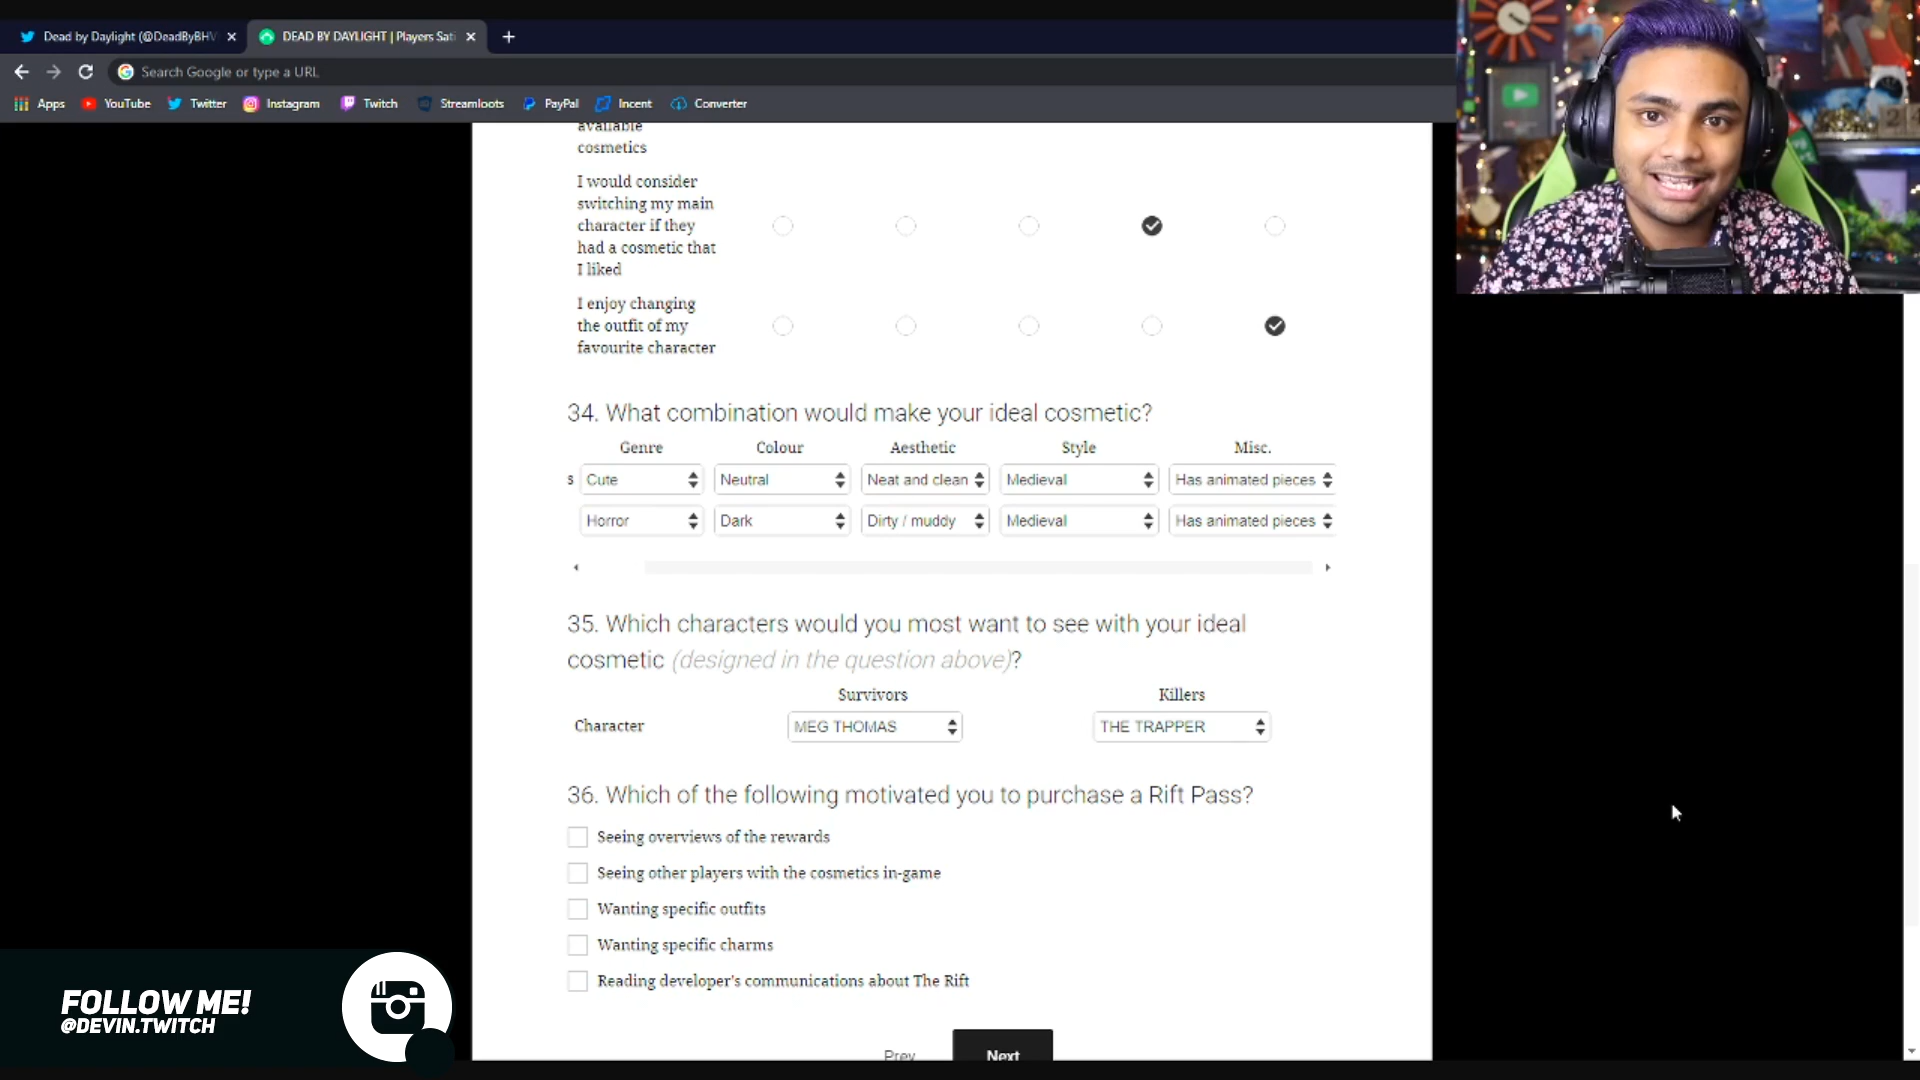 Dead by Daylight (@DeadByBHV
DEAD BY DAYLIGHT | Players Sati
Search Google or type a URL
Apps YouTube Twitter Instagram Twitch Streamloots PayPal Incent Converter
available
cosmetics
I would consider
switching my main
character if they
had a cosmetic that
I liked
I enjoy changing
the outfit of my
favourite character
34. What combination would make your ideal cosmetic?
Genre Colour Aesthetic Style Misc.
s Cute Neutral Neat and clean Medieval Has animated pieces
Horror Dark Dirty / muddy Medieval Has animated pieces
35. Which characters would you most want to see with your ideal
cosmetic (designed in the question above)?
Survivors Killers
Character MEG THOMAS THE TRAPPER
36. Which of the following motivated you to purchase a Rift Pass?
Seeing overviews of the rewards
Seeing other players with the cosmetics in-game
Wanting specific outfits
Wanting specific charms
Reading developer's communications about The Rift
Prev Next
FOLLOW ME!
@DEVIN.TWITCH